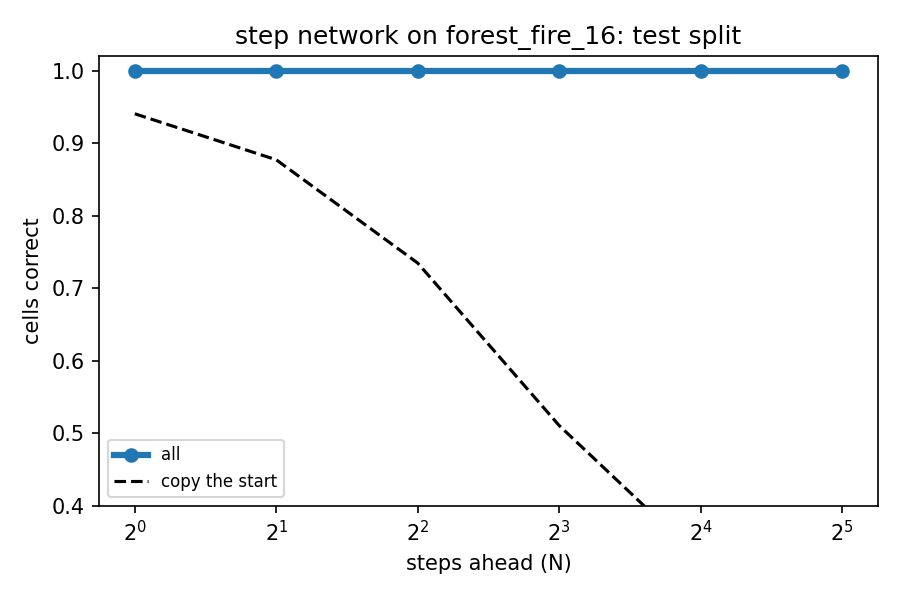 step network on forest_fire_16: test split
cells correct
1.0
0.9
0.8
0.7
0.6
0.5
0.4
all
copy the start
2^0 2^1 2^2 2^3 2^4 2^5
steps ahead (N)